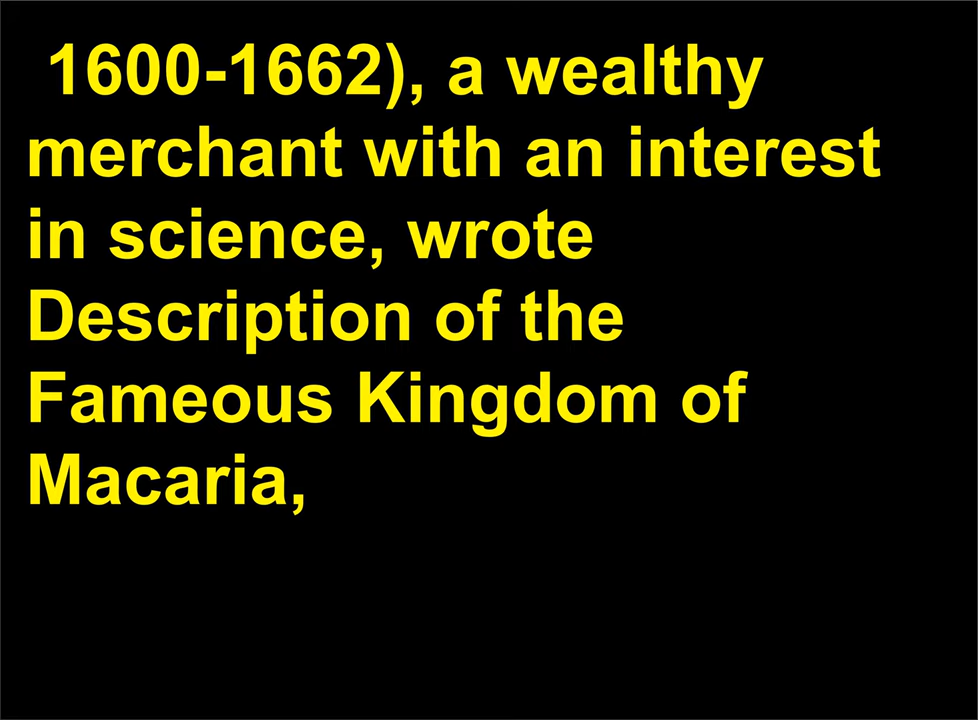 1600-1662), a wealthy
merchant with an interest
in science, wrote
Description of the
Fameous Kingdom of
Macaria,